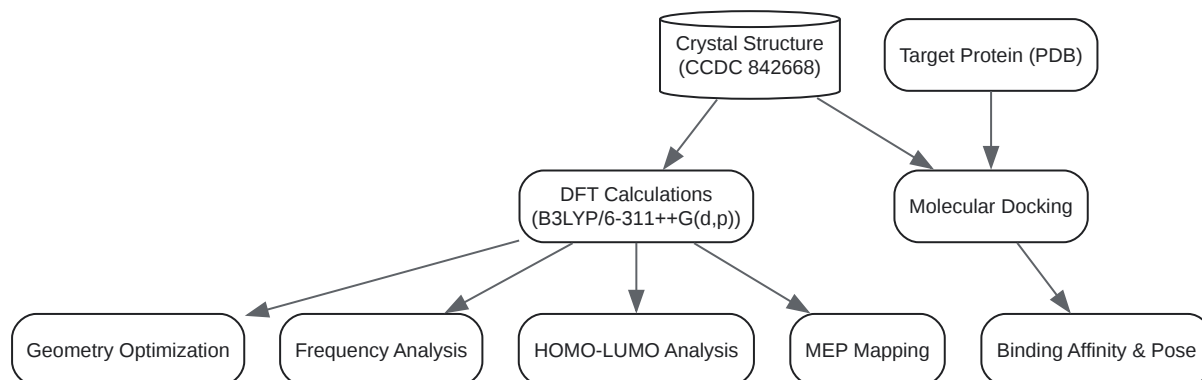 Crystal Structure
(CCDC 842668)
Target Protein (PDB)
DFT Calculations
(B3LYP/6-311++G(d,p))
Molecular Docking
Geometry Optimization
Frequency Analysis
HOMO-LUMO Analysis
MEP Mapping
Binding Affinity & Pose